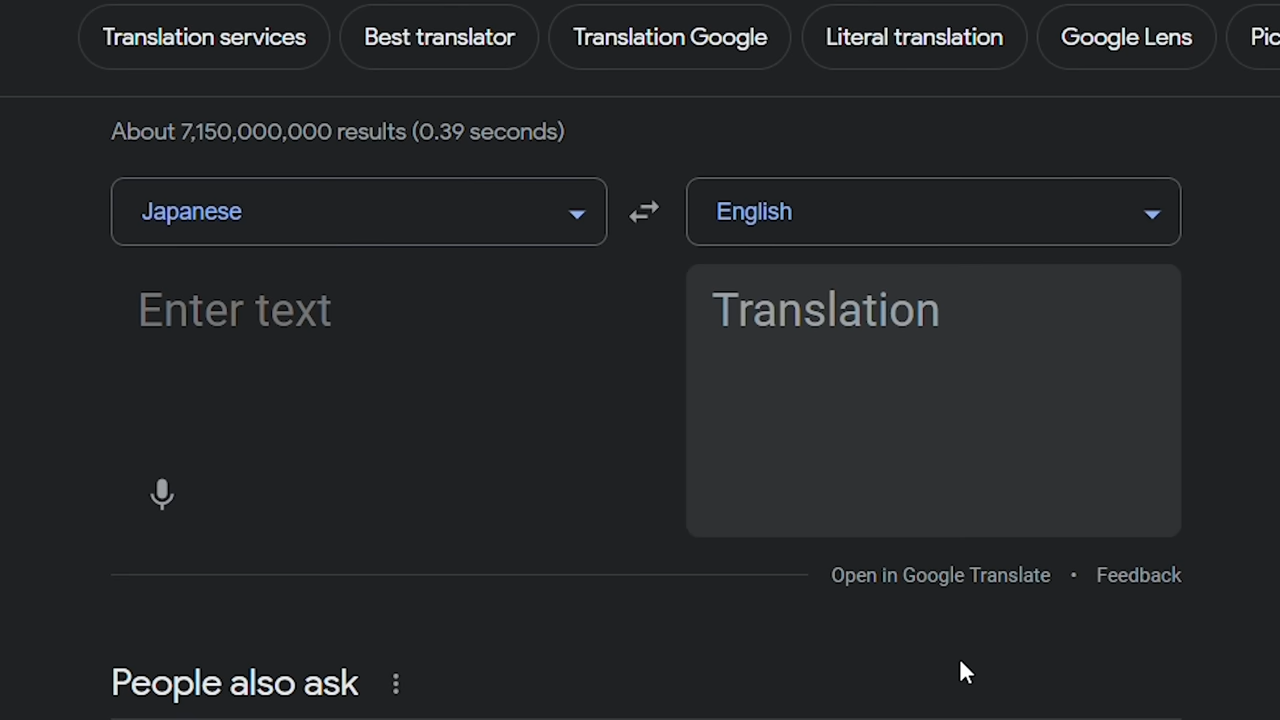 Translation services Best translator Translation Google Literal translation Google Lens
About 7,150,000,000 results (0.39 seconds)
Japanese English
Enter text Translation
Open in Google Translate • Feedback
People also ask